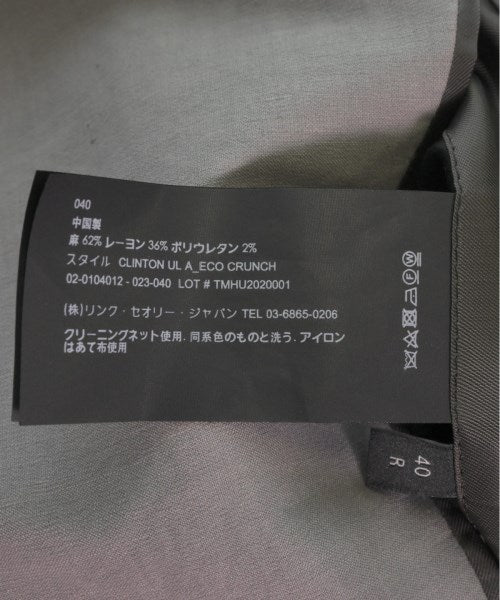 040
中国製
麻 62% レーヨン 36% ポリウレタン 2%
スタイル CLINTON UL A_ECO CRUNCH
02-0104012 - 023-040 LOT # TMHU2020001
(株)リンク・セオリー・ジャパン TEL 03-6865-0206
クリーニングネット使用. 同系色のものと洗う. アイロン
はあて布使用
W
F
40
R